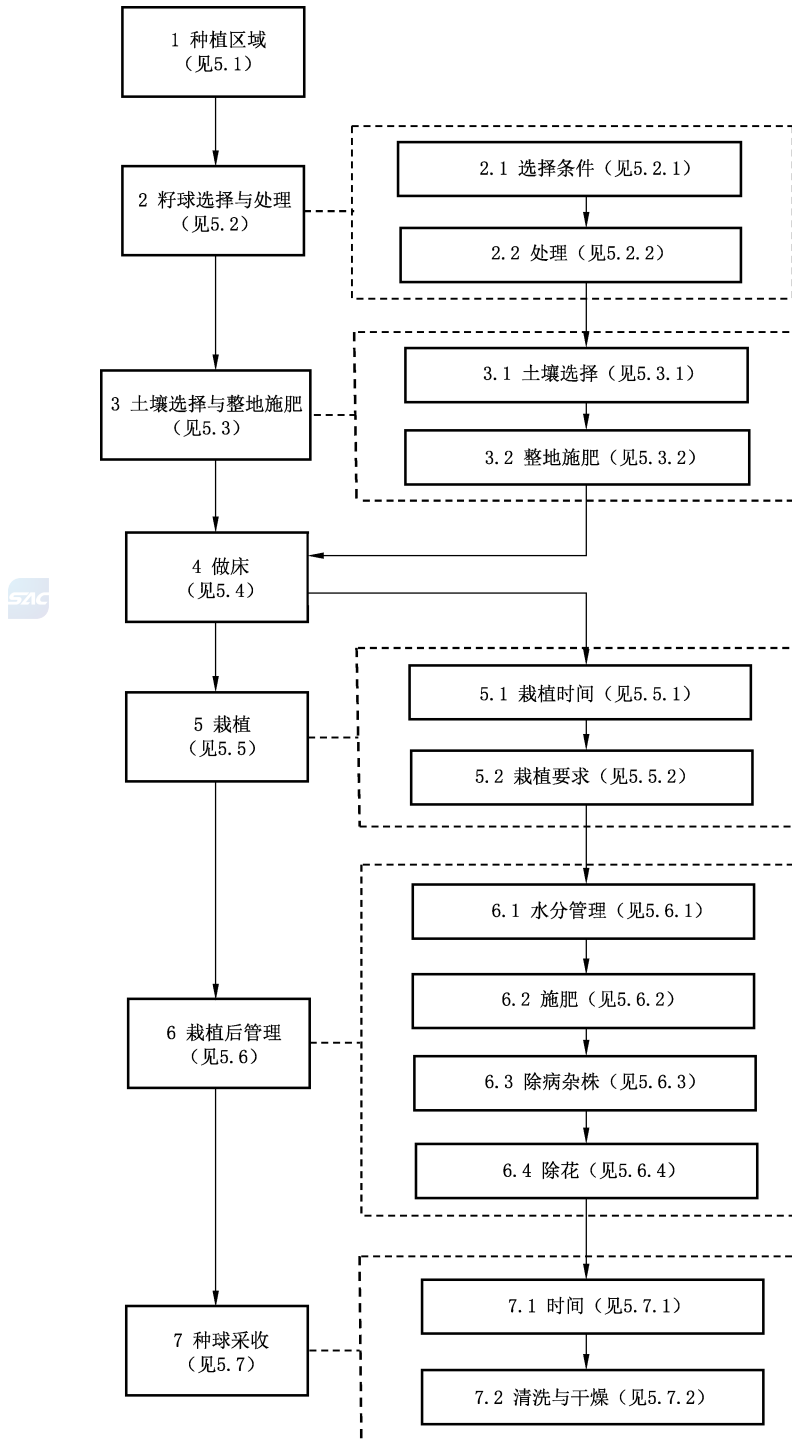 1 种植区域
（见5.1）
2 籽球选择与处理
（见5.2）
2.1 选择条件（见5.2.1）
2.2 处理（见5.2.2）
3 土壤选择与整地施肥
（见5.3）
3.1 土壤选择（见5.3.1）
3.2 整地施肥（见5.3.2）
4 做床
（见5.4）
SAC
5 栽植
（见5.5）
5.1 栽植时间（见5.5.1）
5.2 栽植要求（见5.5.2）
6 栽植后管理
（见5.6）
6.1 水分管理（见5.6.1）
6.2 施肥（见5.6.2）
6.3 除病杂株（见5.6.3）
6.4 除花（见5.6.4）
7 种球采收
（见5.7）
7.1 时间（见5.7.1）
7.2 清洗与干燥（见5.7.2）